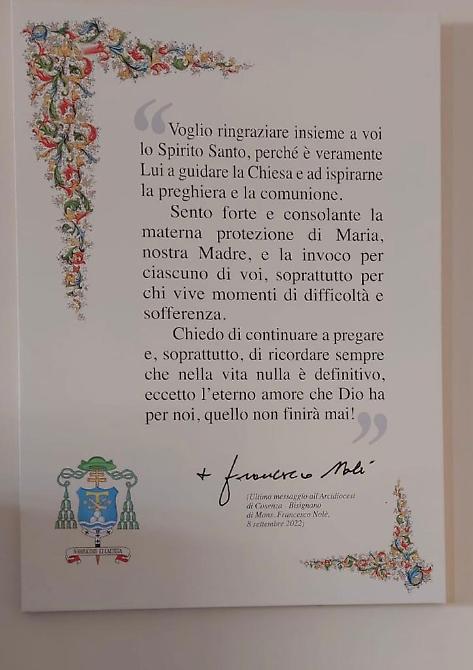 “Voglio ringraziare insieme a voi
lo Spirito Santo, perché è veramente
Lui a guidare la Chiesa e ad ispirarne
la preghiera e la comunione.
Sento forte e consolante la
materna protezione di Maria,
nostra Madre, e la invoco per
ciascuno di voi, soprattutto per
chi vive momenti di difficoltà e
sofferenza.
Chiedo di continuare a pregare
e, soprattutto, di ricordare sempre
che nella vita nulla è definitivo,
eccetto l’eterno amore che Dio ha
per noi, quello non finirà mai!”
+ Francesco Nolé
(Ultimo messaggio all'Arcidiocesi
di Cosenza - Bisignano
di Mons. Francesco Nolè,
8 settembre 2022)